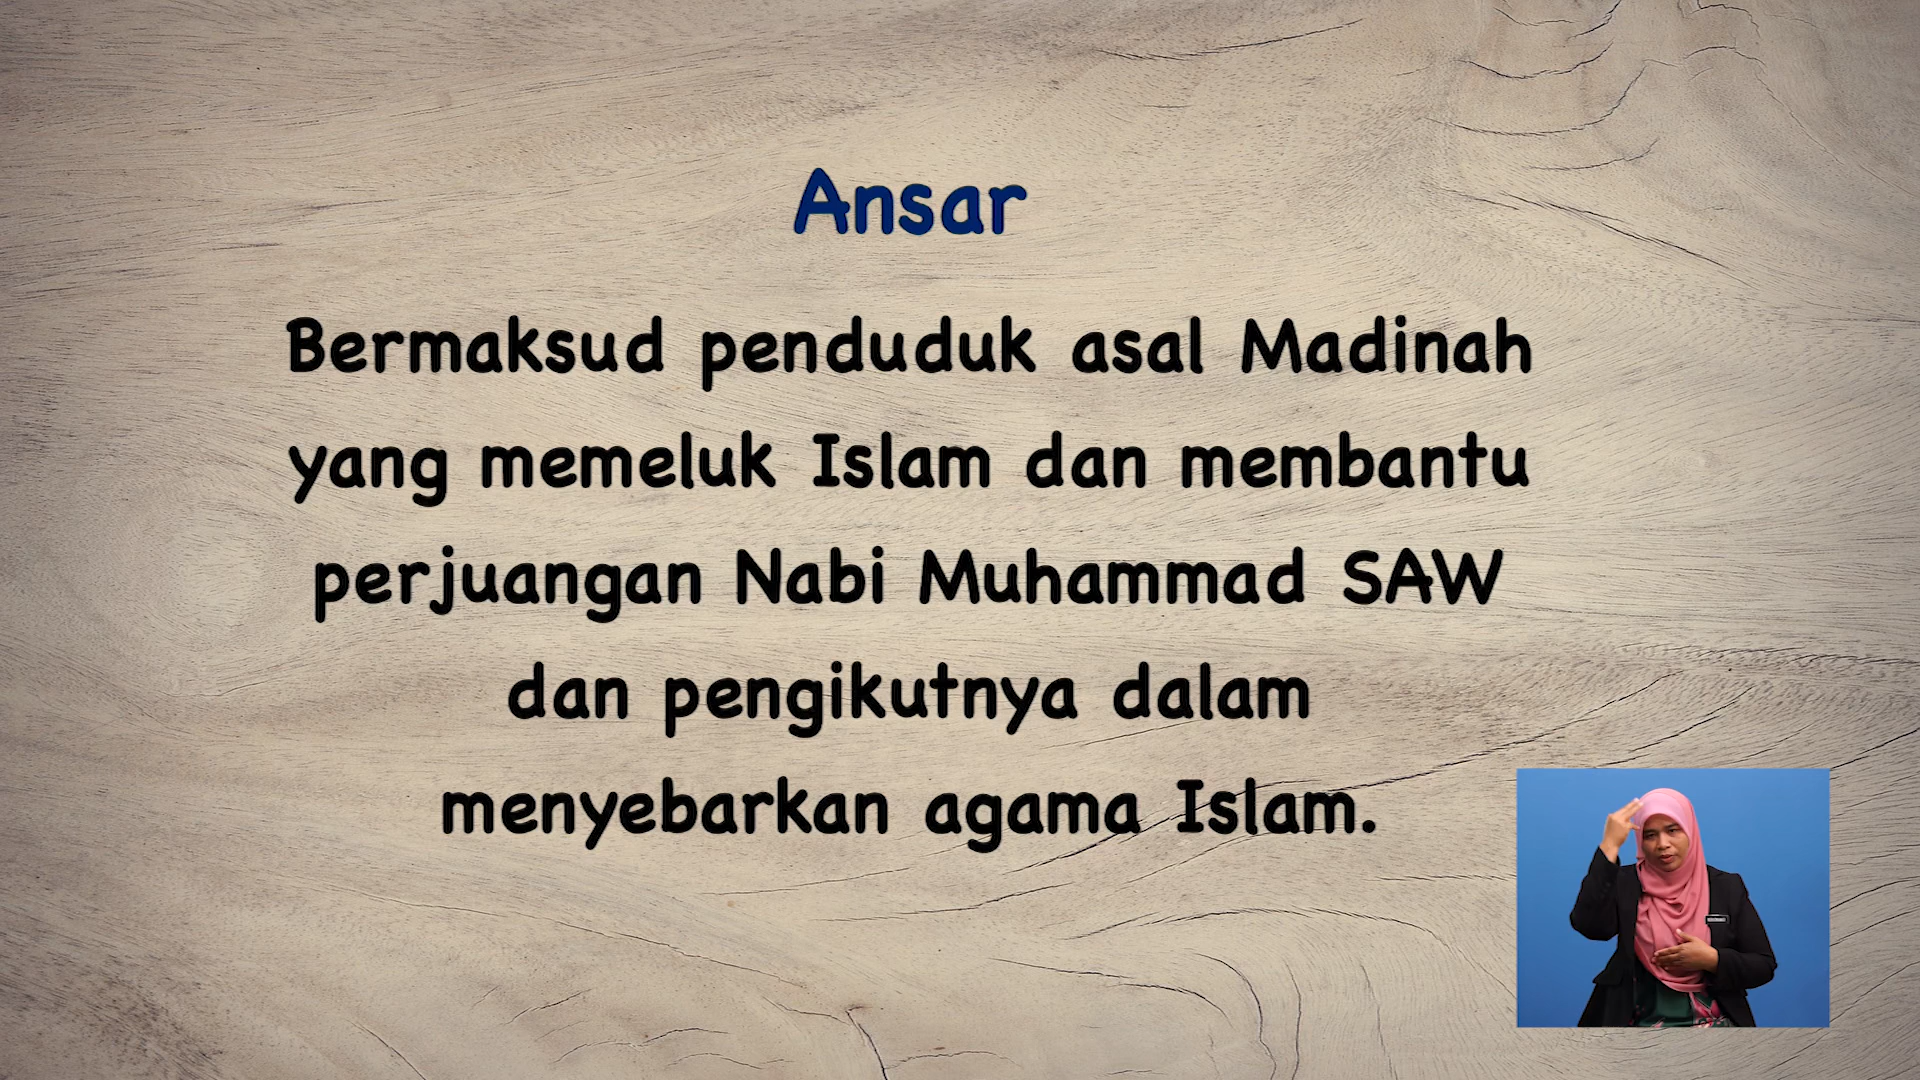 Ansar
Bermaksud penduduk asal Madinah
yang memeluk Islam dan membantu
perjuangan Nabi Muhammad SAW
dan pengikutnya dalam
menyebarkan agama Islam.